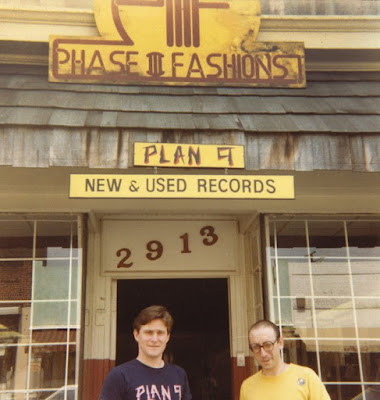 PHASE III FASHIONS I
PLAN 9
NEW & USED RECORDS
2913
PLAN 9